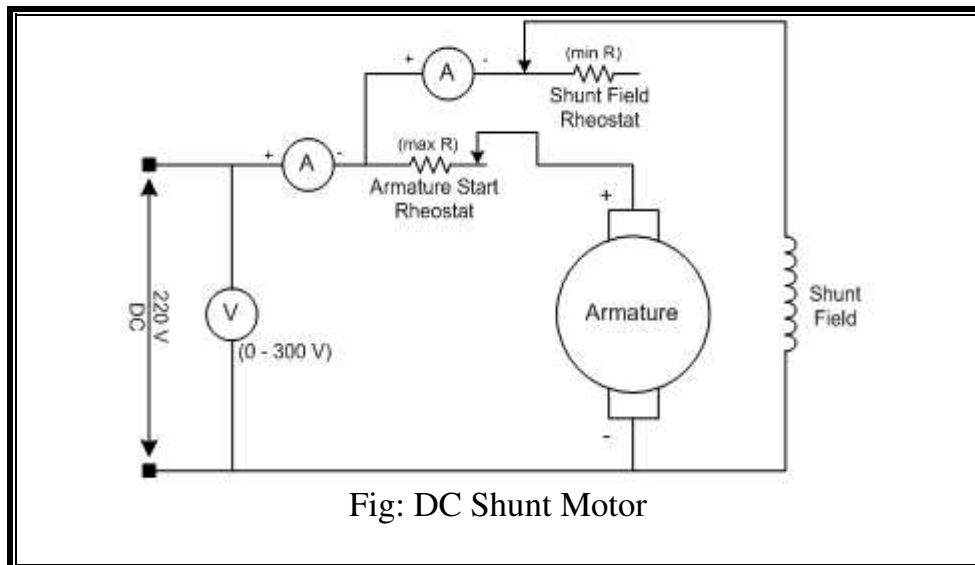 (min R)
+ A -
Shunt Field
Rheostat
(max R)
+ A -
Armature Start
Rheostat
+
220 V
DC
V
(0 - 300 V)
Armature
Shunt
Field
-
Fig: DC Shunt Motor